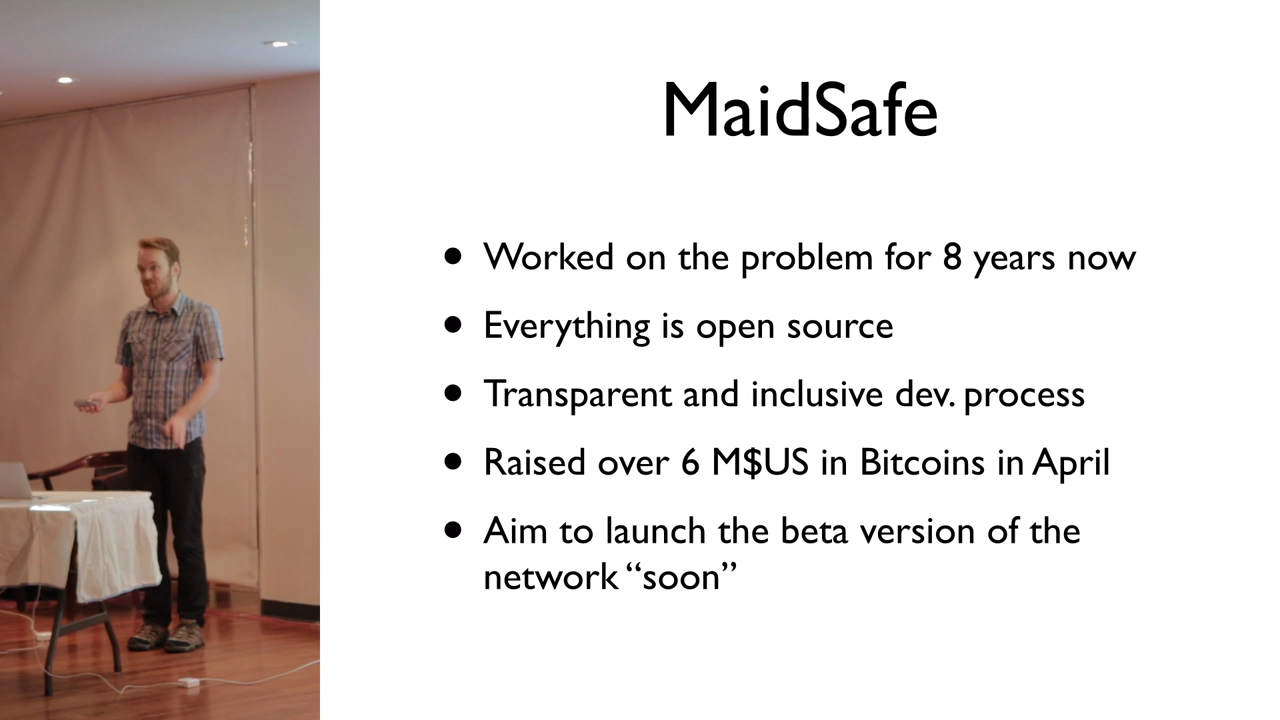 MaidSafe
• Worked on the problem for 8 years now
• Everything is open source
• Transparent and inclusive dev. process
• Raised over 6 M$US in Bitcoins in April
• Aim to launch the beta version of the
network “soon”